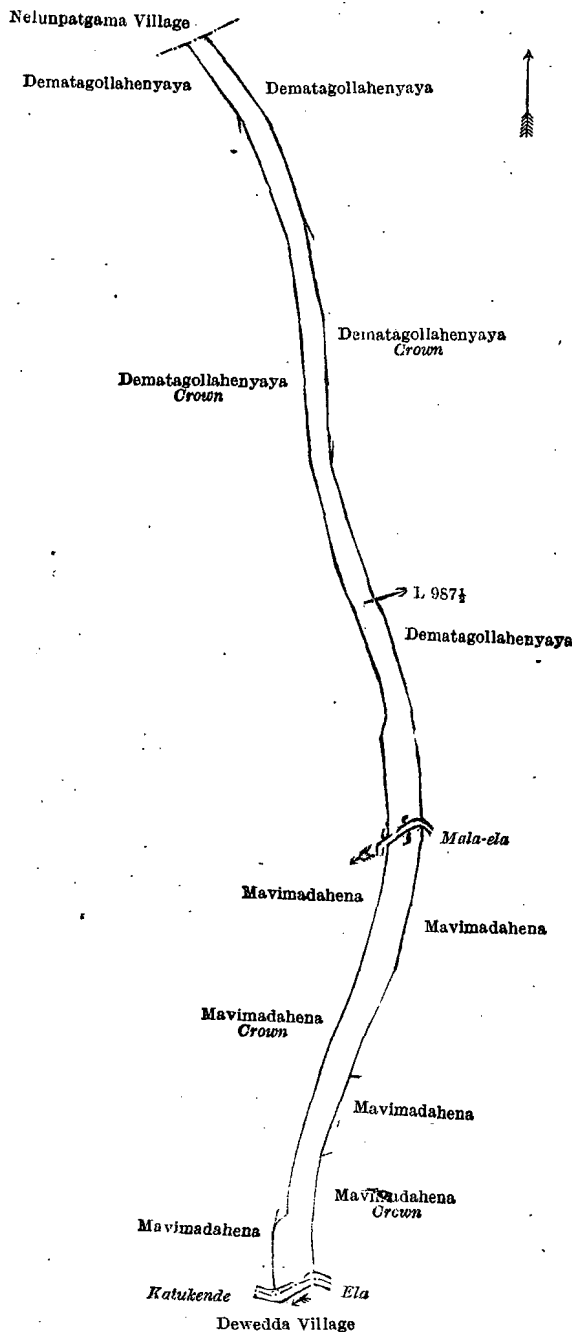 Nelunpatgama Village
Dematagollahenyaya
Dematagollahenyaya
Dematagollahenyaya
Crown
Dematagollahenyaya
Crown
L 987½
Dematagollahenyaya
Mala-ela
Mavimadahena
Mavimadahena
Mavimadahena
Crown
Mavimadahena
Mavimadahena
Crown
Mavimadahena
Katukende Ela
Dewedda Village